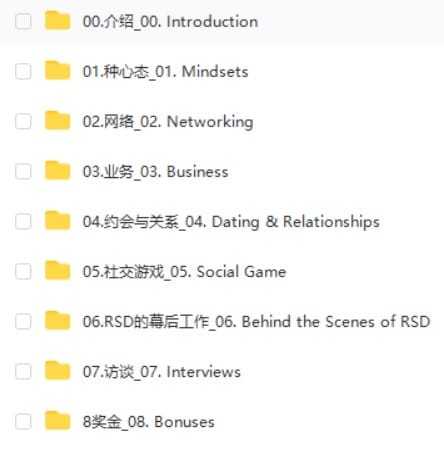 00.介绍_00. Introduction
01.种心态_01. Mindsets
02.网络_02. Networking
03.业务_03. Business
04.约会与关系_04. Dating & Relationships
05.社交游戏_05. Social Game
06.RSD的幕后工作_06. Behind the Scenes of RSD
07.访谈_07. Interviews
8奖金_08. Bonuses